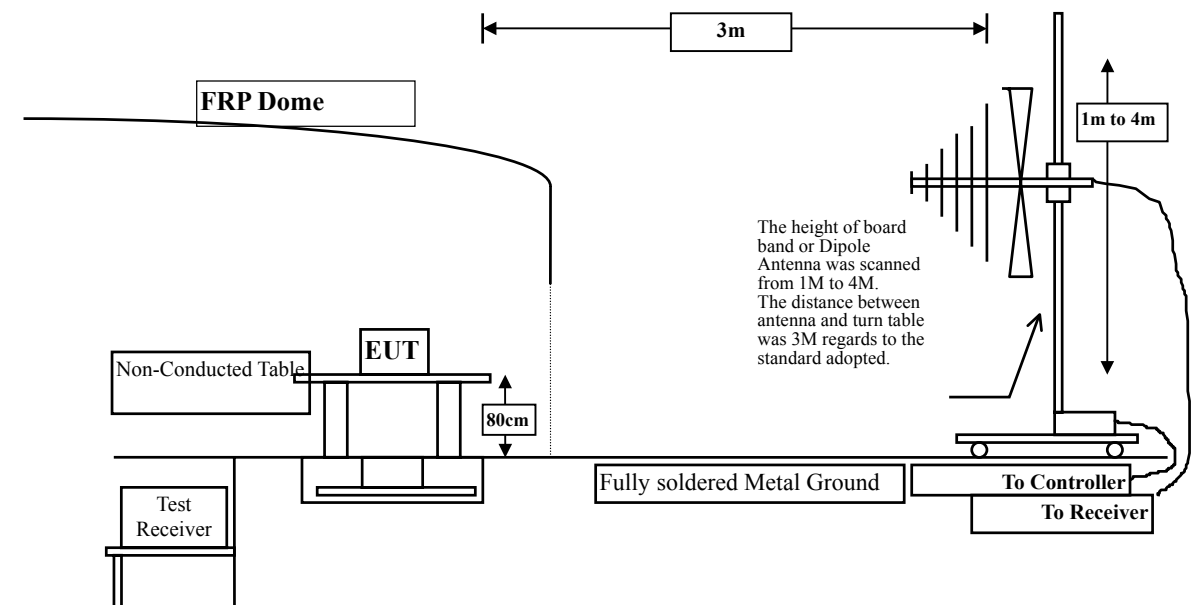 3m
FRP Dome
1m to 4m
The height of board
band or Dipole
Antenna was scanned
from 1M to 4M.
The distance between
antenna and turn table
was 3M regards to the
standard adopted.
EUT
Non-Conducted Table
80cm
Fully soldered Metal Ground
To Controller
Test
Receiver
To Receiver